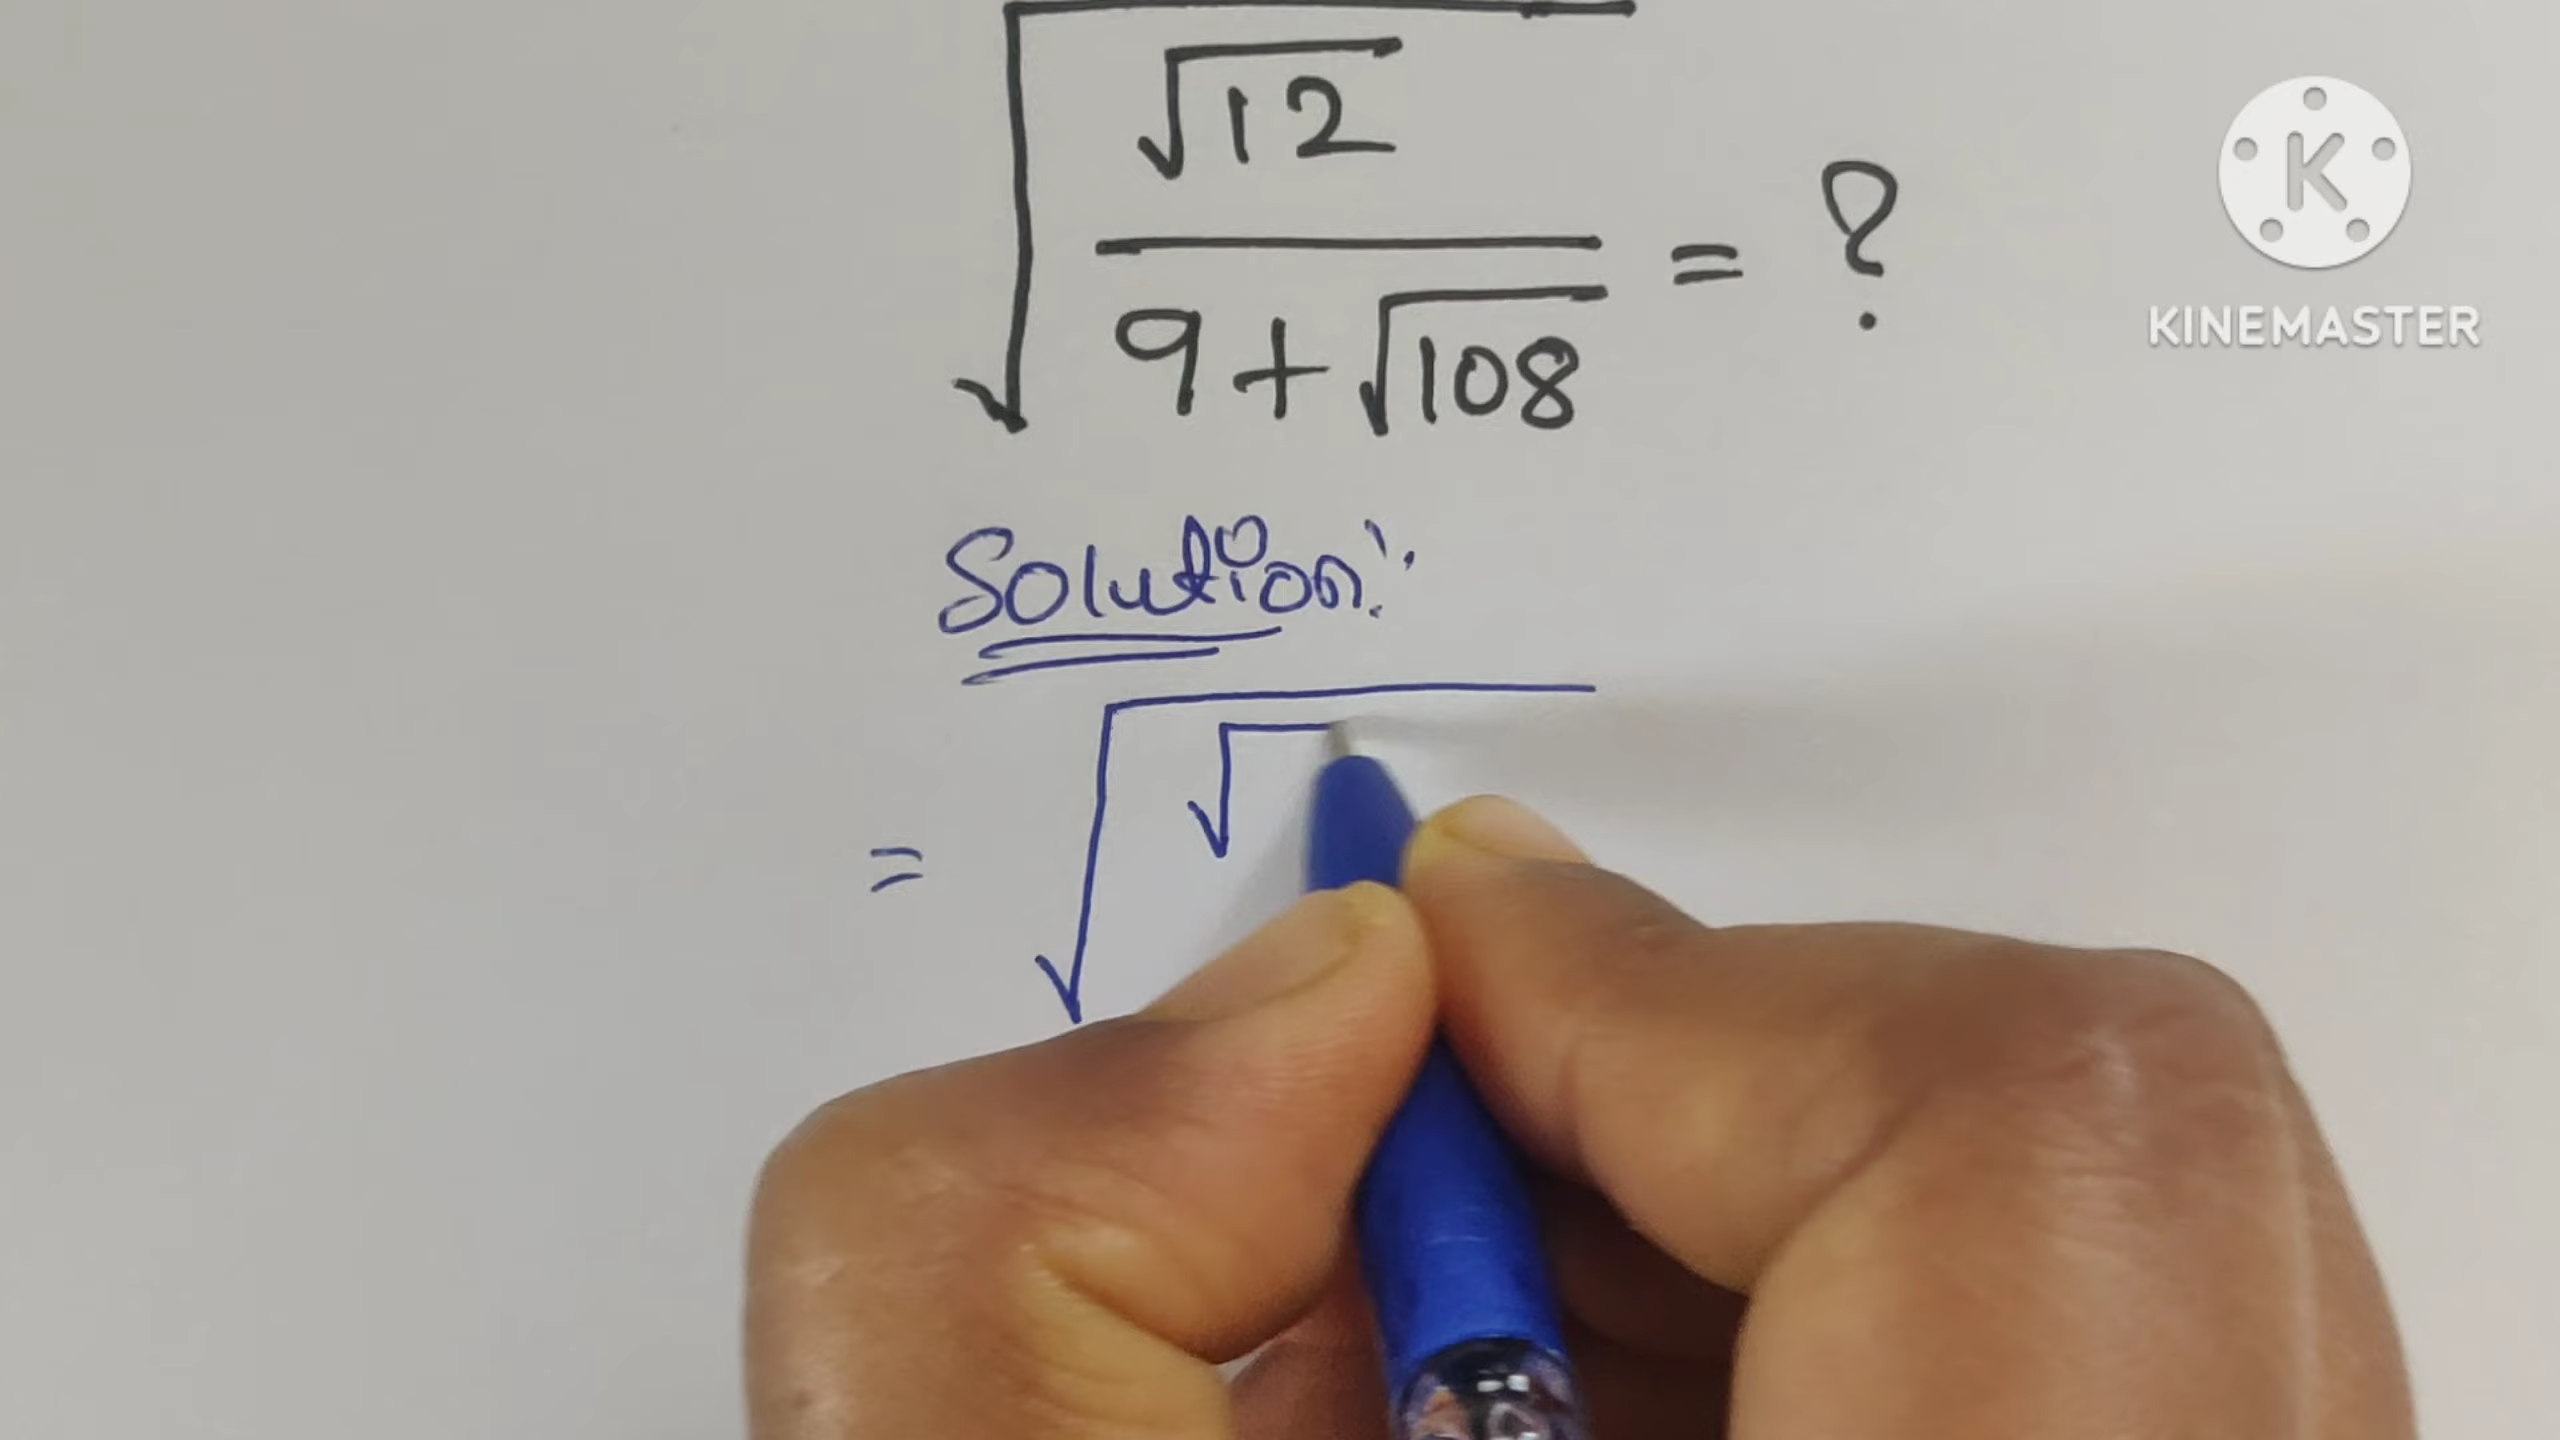 √(√12 / (9+√108)) = ?
KINEMASTER
Solution:
= √√